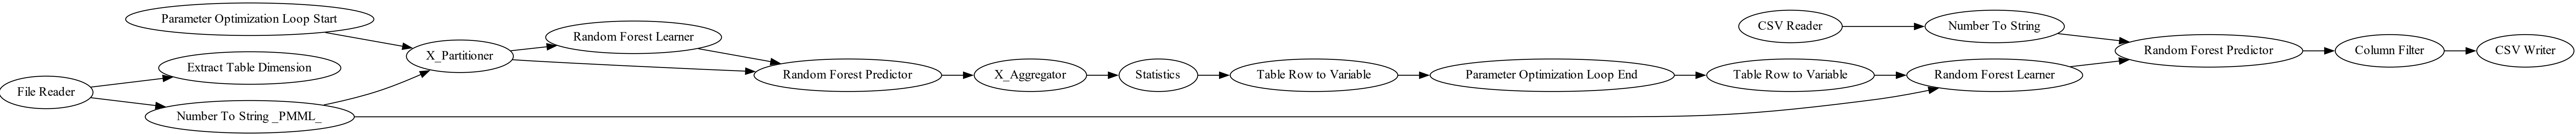 Parameter Optimization Loop Start
File Reader
Extract Table Dimension
Number To String _PMML_
X_Partitioner
Random Forest Learner
Random Forest Predictor
X_Aggregator
Statistics
Table Row to Variable
Parameter Optimization Loop End
Table Row to Variable
CSV Reader
Number To String
Random Forest Learner
Random Forest Predictor
Column Filter
CSV Writer